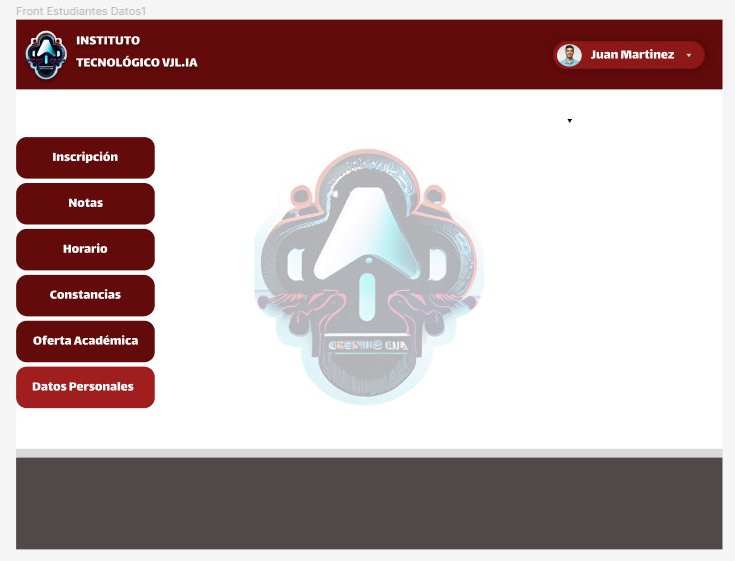 Front Estudiantes Datos1
INSTITUTO
TECNOLÓGICO VJL.IA
Juan Martinez
Inscripción
Notas
Horario
Constancias
Oferta Académica
Datos Personales